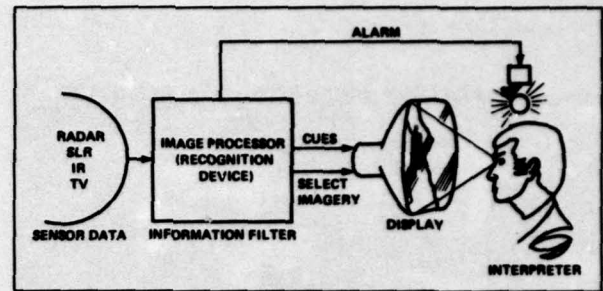 ALARM
RADAR
SLR
IR
TV
SENSOR DATA
IMAGE PROCESSOR
(RECOGNITION
DEVICE)
INFORMATION FILTER
CUES
SELECT
IMAGERY
DISPLAY
INTERPRETER